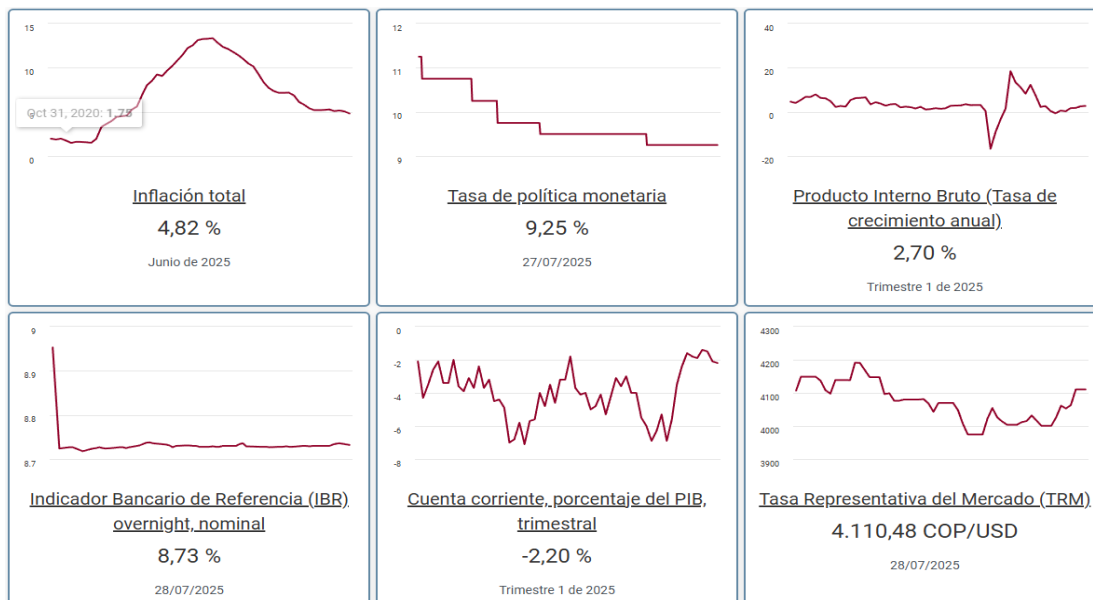 15
10
5
0
Oct 31, 2020: 1.75
Inflación total
4,82 %
Junio de 2025
12
11
10
9
Tasa de política monetaria
9,25 %
27/07/2025
40
20
0
-20
Producto Interno Bruto (Tasa de
crecimiento anual)
2,70 %
Trimestre 1 de 2025
9
8.9
8.8
8.7
Indicador Bancario de Referencia (IBR)
overnight, nominal
8,73 %
28/07/2025
0
-2
-4
-6
-8
Cuenta corriente, porcentaje del PIB,
trimestral
-2,20 %
Trimestre 1 de 2025
4300
4200
4100
4000
3900
Tasa Representativa del Mercado (TRM)
4.110,48 COP/USD
28/07/2025